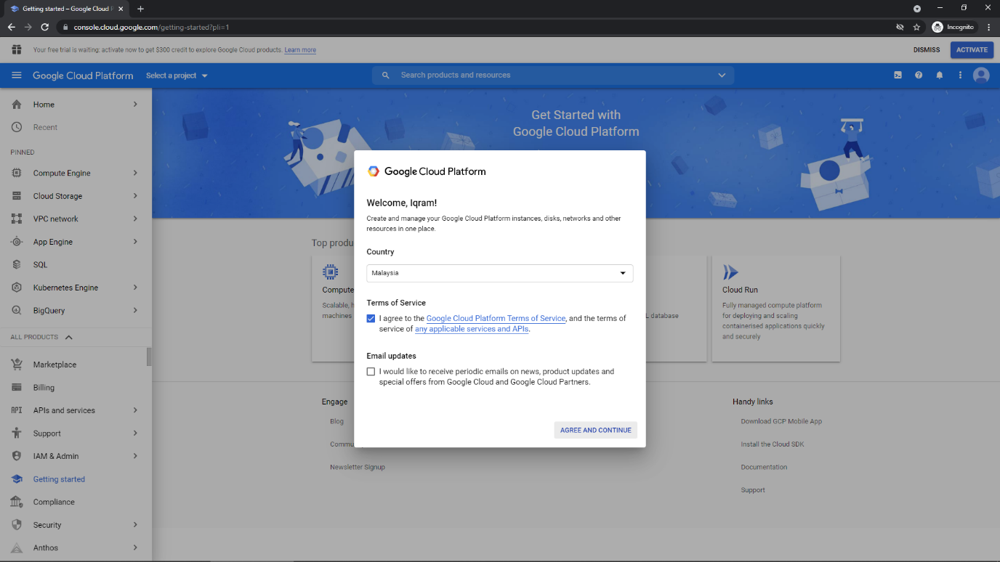 Getting started – Google Cloud P
console.cloud.google.com/getting-started?pli=1
Incognito
Your free trial is waiting: activate now to get $300 credit to explore Google Cloud products. Learn more
DISMISS
ACTIVATE
Google Cloud Platform
Select a project
Search products and resources
Home
Recent
PINNED
Compute Engine
Cloud Storage
VPC network
App Engine
SQL
Kubernetes Engine
BigQuery
ALL PRODUCTS
Marketplace
Billing
API APIs and services
Support
IAM & Admin
Getting started
Compliance
Security
Anthos
Get Started with
Google Cloud Platform
Top produ
Compute
Scalable, h
machines
L database
Cloud Run
Fully managed compute platform
for deploying and scaling
containerised applications quickly
and securely
Google Cloud Platform
Welcome, Iqram!
Create and manage your Google Cloud Platform instances, disks, networks and other
resources in one place.
Country
Malaysia
Terms of Service
I agree to the Google Cloud Platform Terms of Service, and the terms of
service of any applicable services and APIs.
Email updates
I would like to receive periodic emails on news, product updates and
special offers from Google Cloud and Google Cloud Partners.
AGREE AND CONTINUE
Engage
Blog
Commu
Newsletter Signup
Handy links
Download GCP Mobile App
Install the Cloud SDK
Documentation
Support